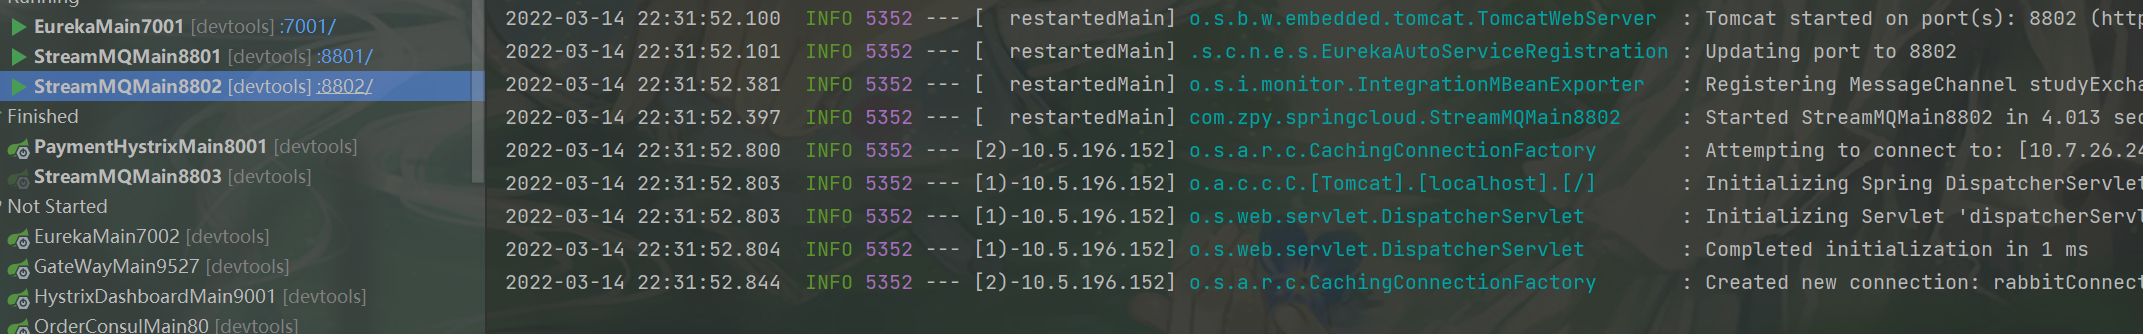 Running
EurekaMain7001 [devtools] :7001/
StreamMQMain8801 [devtools] :8801/
StreamMQMain8802 [devtools] :8802/
Finished
PaymentHystrixMain8001 [devtools]
StreamMQMain8803 [devtools]
Not Started
EurekaMain7002 [devtools]
GateWayMain9527 [devtools]
HystrixDashboardMain9001 [devtools]
OrderConsulMain80 [devtools]
2022-03-14 22:31:52.100 INFO 5352 --- [ restartedMain] o.s.b.w.embedded.tomcat.TomcatWebServer : Tomcat started on port(s): 8802 (http
2022-03-14 22:31:52.101 INFO 5352 --- [ restartedMain] .s.c.n.e.s.EurekaAutoServiceRegistration : Updating port to 8802
2022-03-14 22:31:52.381 INFO 5352 --- [ restartedMain] o.s.i.monitor.IntegrationMBeanExporter : Registering MessageChannel studyExcha
2022-03-14 22:31:52.397 INFO 5352 --- [ restartedMain] com.zpy.springcloud.StreamMQMain8802 : Started StreamMQMain8802 in 4.013 sec
2022-03-14 22:31:52.800 INFO 5352 --- [2)-10.5.196.152] o.s.a.r.c.CachingConnectionFactory : Attempting to connect to: [10.7.26.24
2022-03-14 22:31:52.803 INFO 5352 --- [1)-10.5.196.152] o.a.c.c.C.[Tomcat].[localhost].[/] : Initializing Spring DispatcherServlet
2022-03-14 22:31:52.803 INFO 5352 --- [1)-10.5.196.152] o.s.web.servlet.DispatcherServlet : Initializing Servlet 'dispatcherServl
2022-03-14 22:31:52.804 INFO 5352 --- [1)-10.5.196.152] o.s.web.servlet.DispatcherServlet : Completed initialization in 1 ms
2022-03-14 22:31:52.844 INFO 5352 --- [2)-10.5.196.152] o.s.a.r.c.CachingConnectionFactory : Created new connection: rabbitConnect